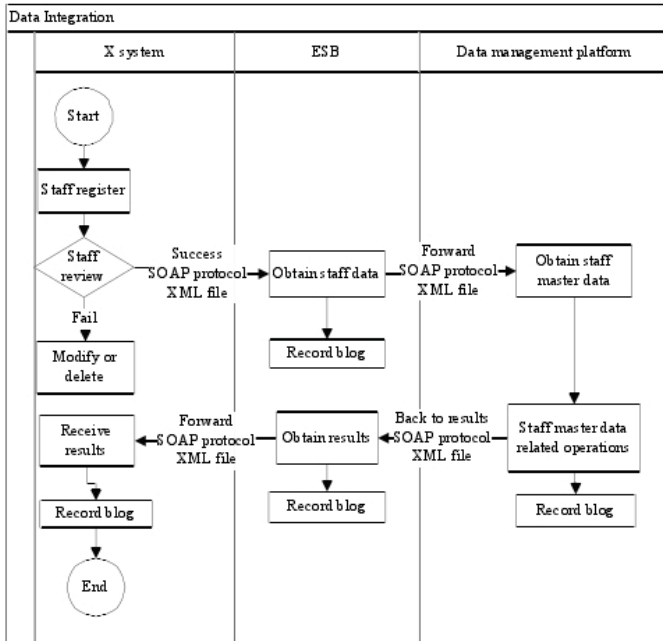 Data Integration
X system
ESB
Data management platform
Start
Staff register
Staff
review
Success
SOAP protocol
XML file
Obtain staff data
Forward
SOAP protocol
XML file
Obtain staff
master data
Fail
Record blog
Modify or
delete
Receive
results
Forward
SOAP protocol
XML file
Obtain results
Back to results
SOAP protocol
XML file
Staff master data
related operations
Record blog
Record blog
Record blog
End